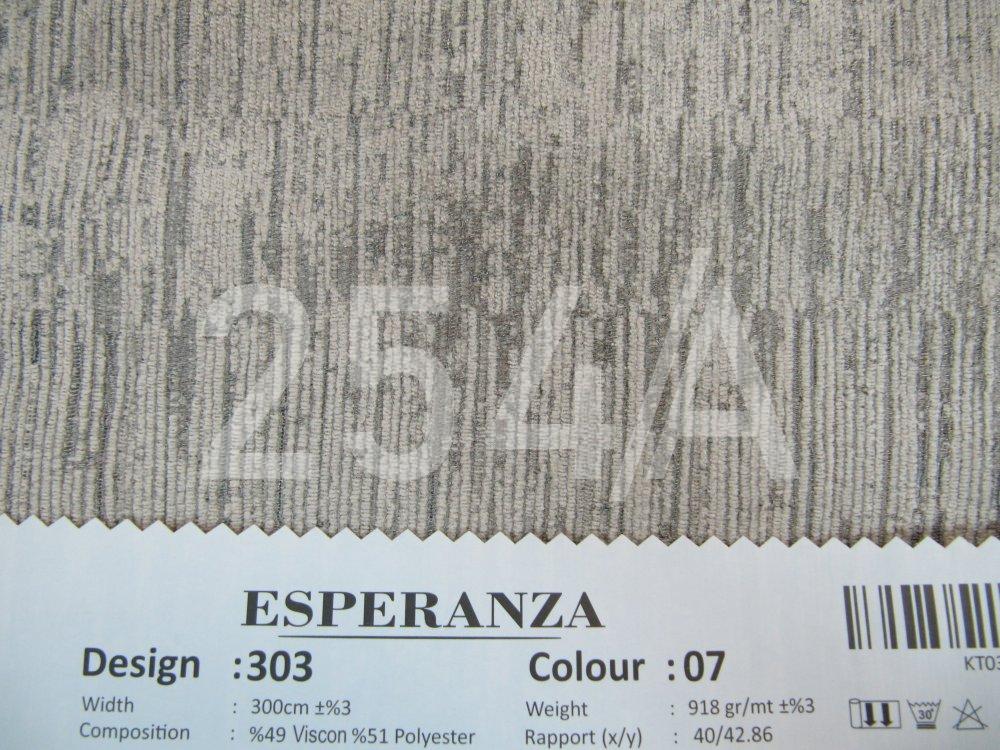 254/A
ESPERANZA
Design : 303 Colour : 07
KT03
Width : 300cm ±%3 Weight : 918 gr/mt ±%3
30°
Composition : %49 Viscon %51 Polyester Rapport (x/y) : 40/42.86